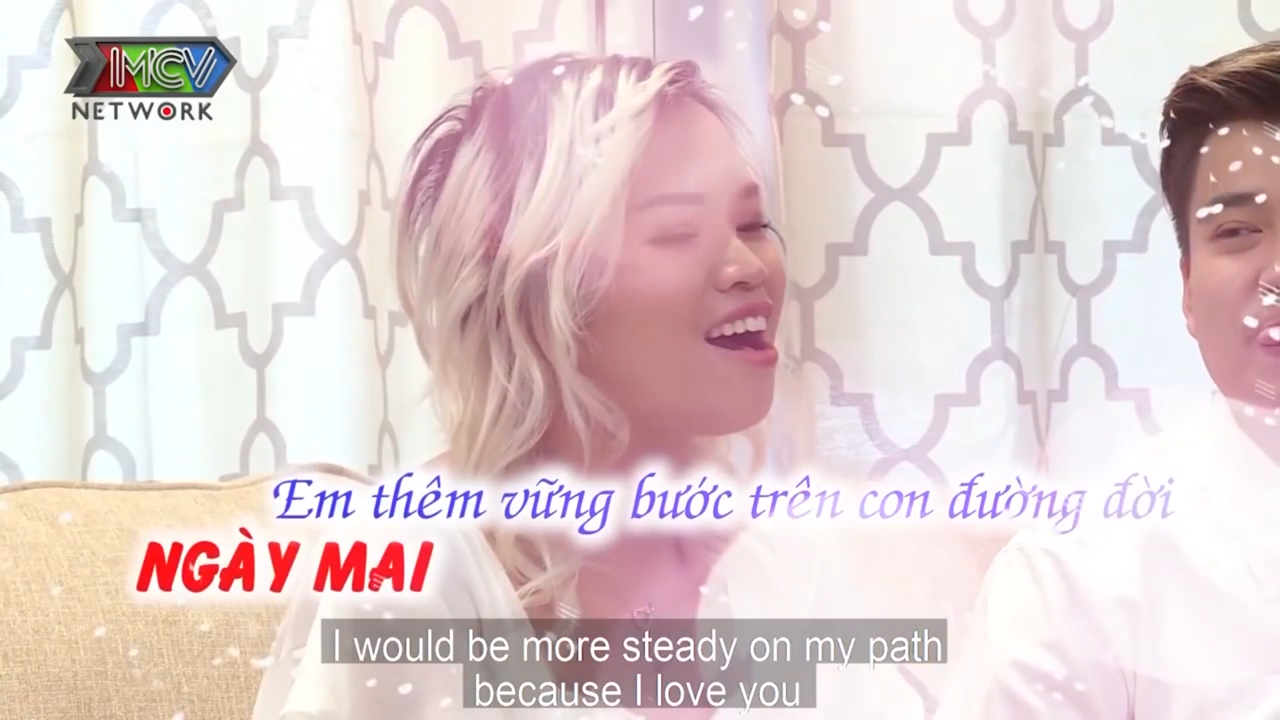 MCV
NETWORK
Em thêm vững bước trên con đường đời
NGÀY MAI
I would be more steady on my path
because I love you